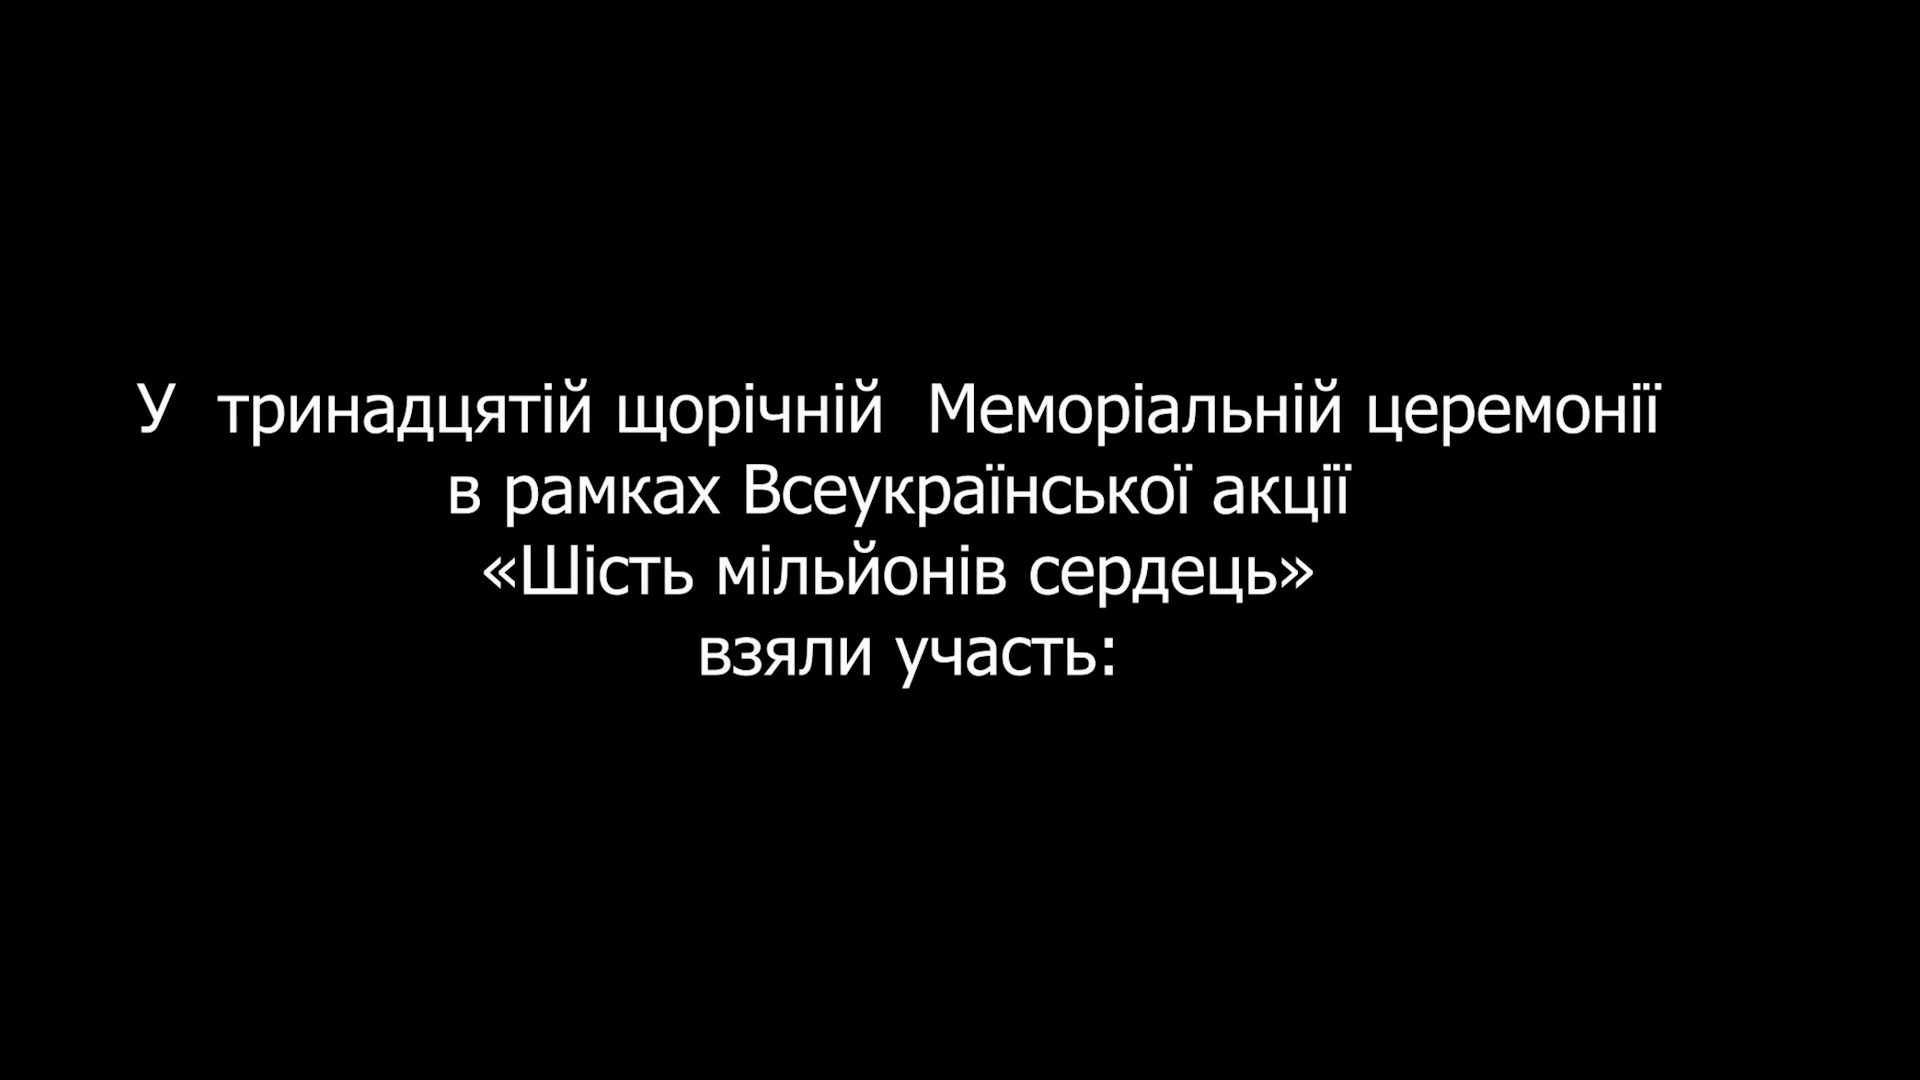 У тринадцятій щорічній Меморіальній церемонії
в рамках Всеукраїнської акції
«Шість мільйонів сердець»
взяли участь: